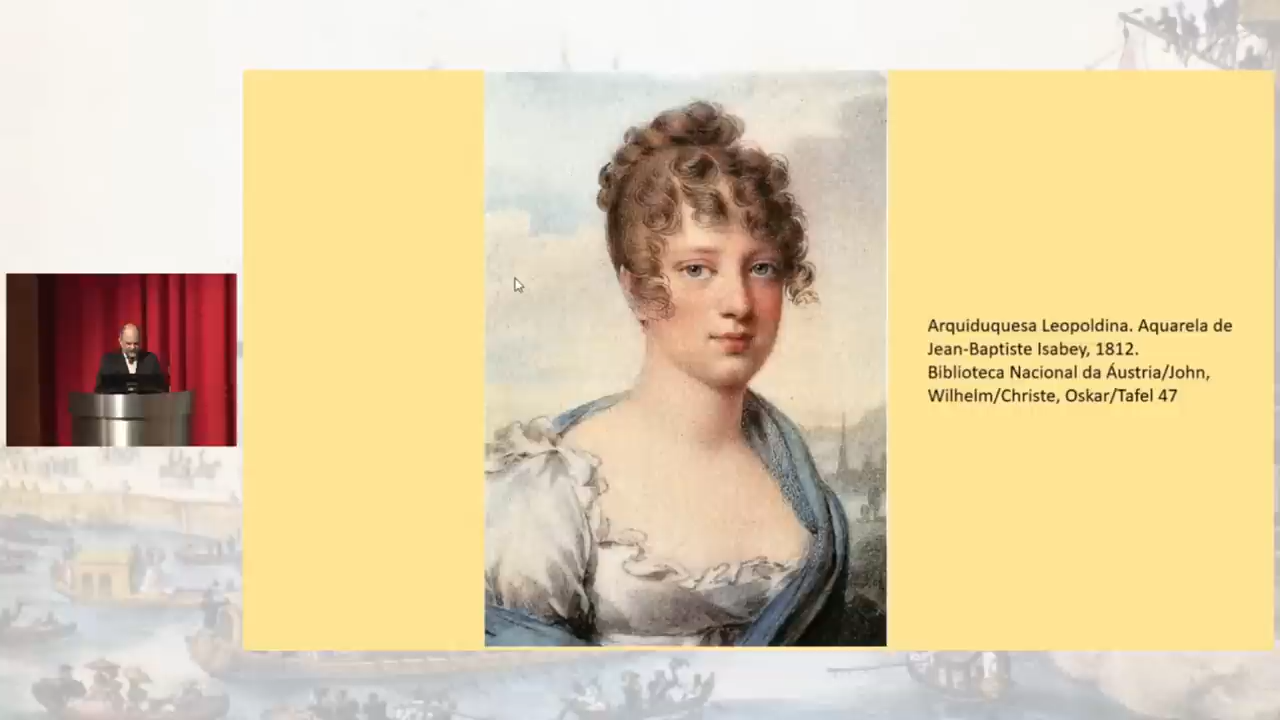 Arquiduquesa Leopoldina. Aquarela de
Jean-Baptiste Isabey, 1812.
Biblioteca Nacional da Áustria/John,
Wilhelm/Christe, Oskar/Tafel 47